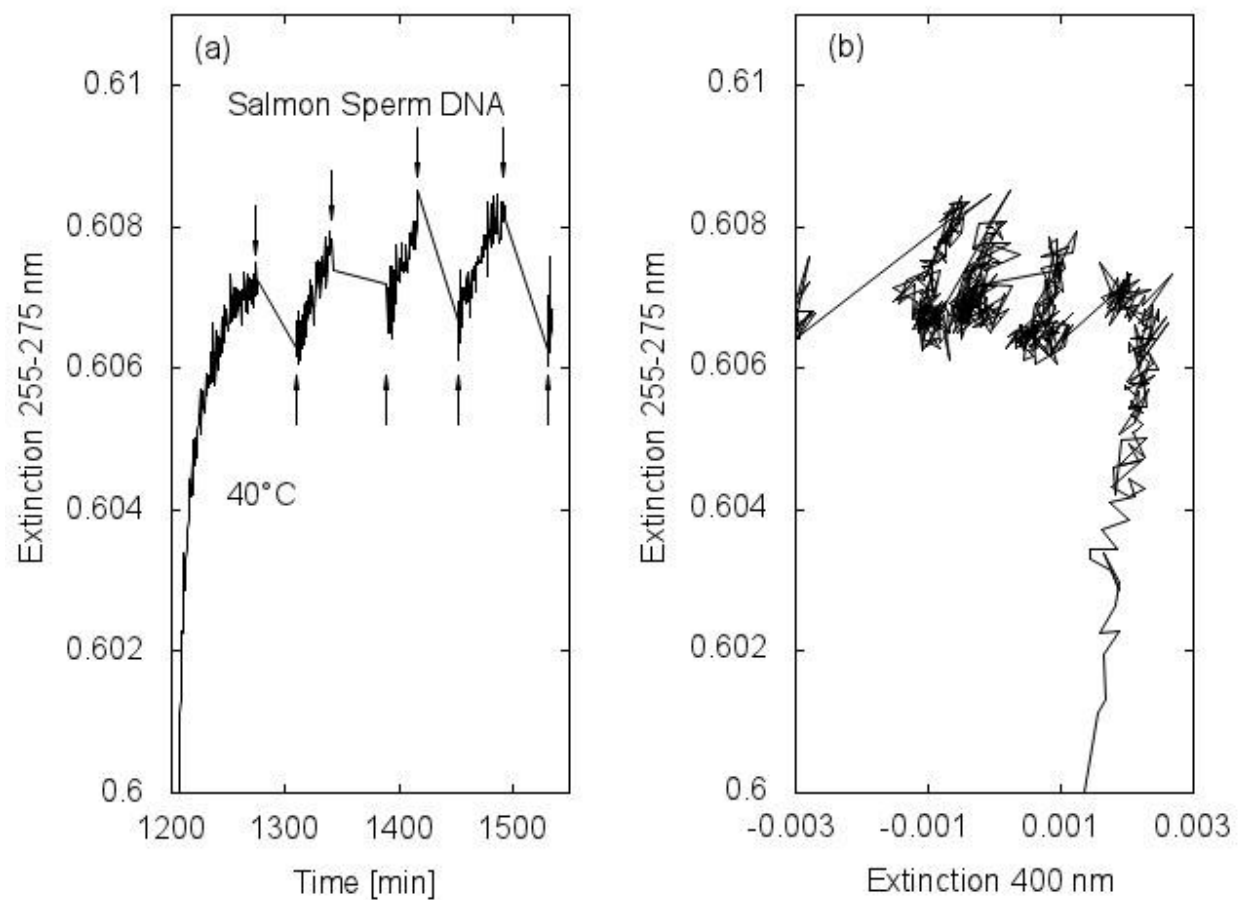 (a)
Salmon Sperm DNA
40°C
0.61
0.608
0.606
0.604
0.602
0.6
Extinction 255-275 nm
1200 1300 1400 1500
Time [min]
(b)
0.61
0.608
0.606
0.604
0.602
0.6
Extinction 255-275 nm
-0.003 -0.001 0.001 0.003
Extinction 400 nm